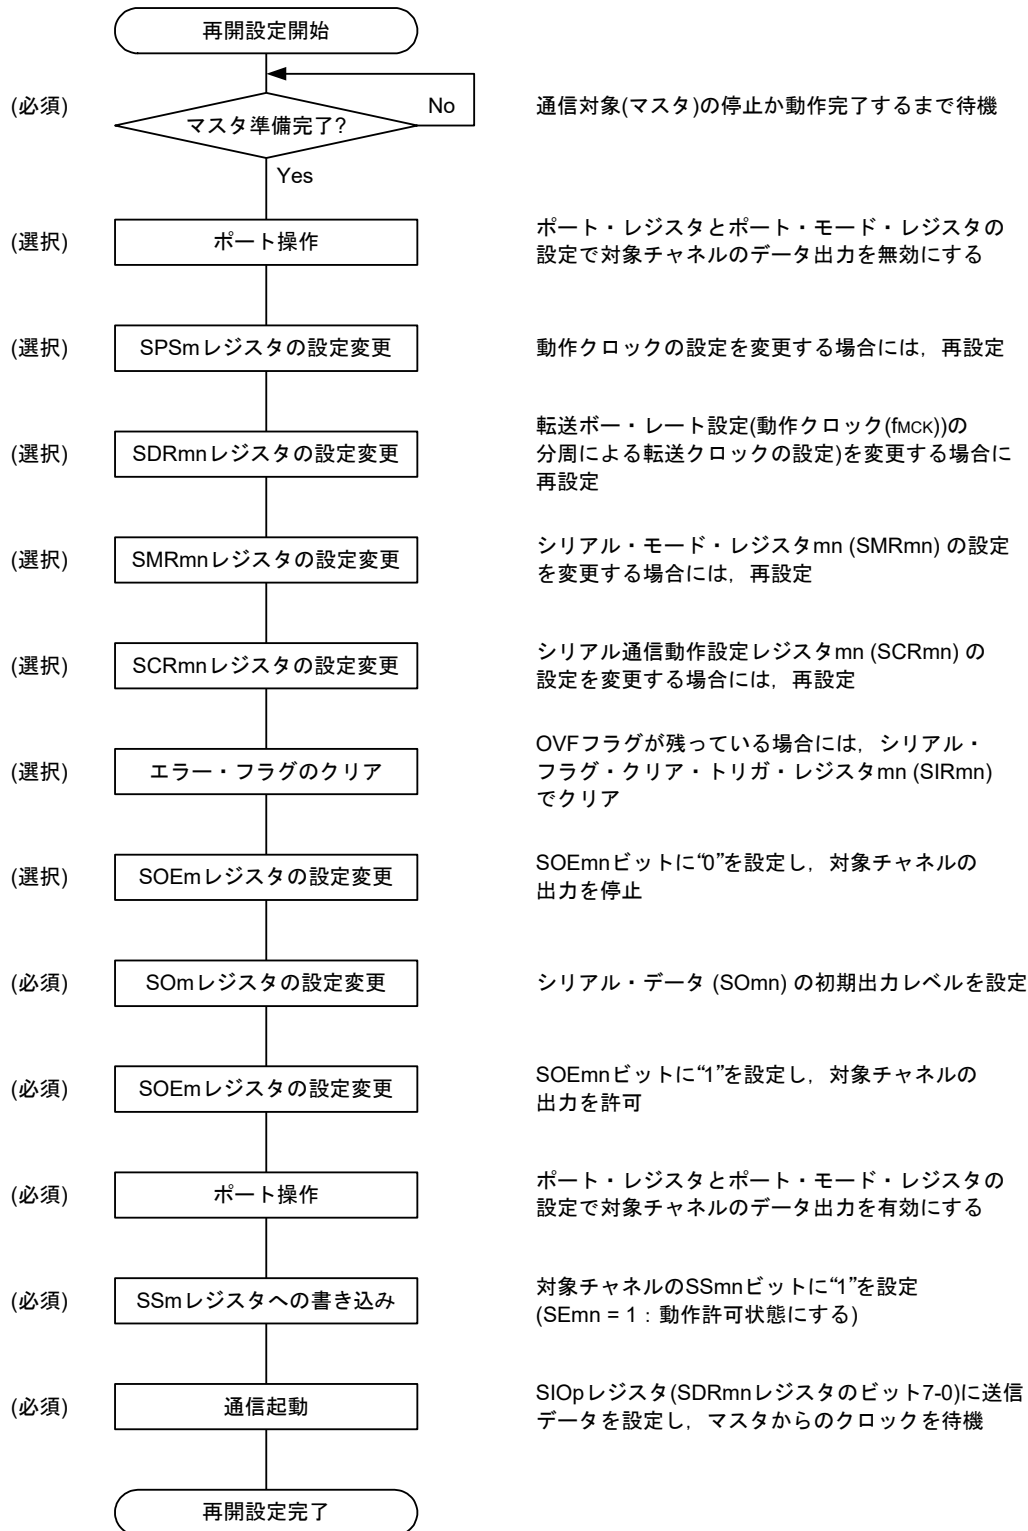 再開設定開始
(必須)
マスタ準備完了?
No
通信対象(マスタ)の停止か動作完了するまで待機
Yes
(選択)
ポート操作
ポート・レジスタとポート・モード・レジスタの
設定で対象チャネルのデータ出力を無効にする
(選択)
SPSmレジスタの設定変更
動作クロックの設定を変更する場合には，再設定
(選択)
SDRmnレジスタの設定変更
転送ボー・レート設定(動作クロック(fMCK))の
分周による転送クロックの設定)を変更する場合に
再設定
(選択)
SMRmnレジスタの設定変更
シリアル・モード・レジスタmn (SMRmn) の設定
を変更する場合には，再設定
(選択)
SCRmnレジスタの設定変更
シリアル通信動作設定レジスタmn (SCRmn) の
設定を変更する場合には，再設定
(選択)
エラー・フラグのクリア
OVFフラグが残っている場合には，シリアル・
フラグ・クリア・トリガ・レジスタmn (SIRmn)
でクリア
(選択)
SOEmレジスタの設定変更
SOEmnビットに“0”を設定し，対象チャネルの
出力を停止
(必須)
SOmレジスタの設定変更
シリアル・データ (SOmn) の初期出力レベルを設定
(必須)
SOEmレジスタの設定変更
SOEmnビットに“1”を設定し，対象チャネルの
出力を許可
(必須)
ポート操作
ポート・レジスタとポート・モード・レジスタの
設定で対象チャネルのデータ出力を有効にする
(必須)
SSmレジスタへの書き込み
対象チャネルのSSmnビットに“1”を設定
(SEmn = 1：動作許可状態にする)
(必須)
通信起動
SIOpレジスタ(SDRmnレジスタのビット7-0)に送信
データを設定し，マスタからのクロックを待機
再開設定完了